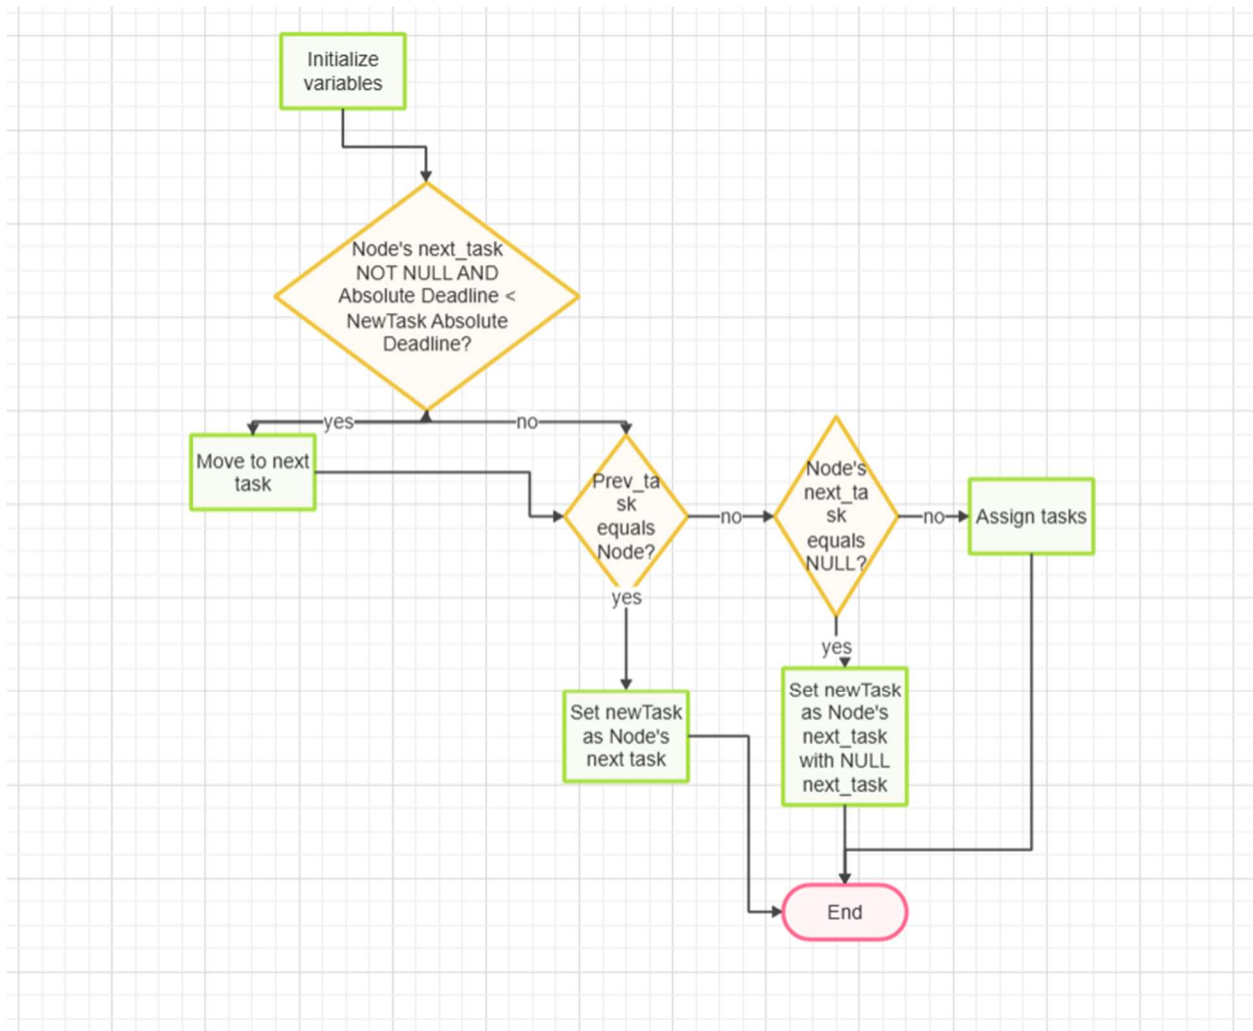 Initialize
variables
Node's next_task
NOT NULL AND
Absolute Deadline <
NewTask Absolute
Deadline?
yes
no
Move to next
task
Prev_ta
sk
equals
Node?
no
Node's
next_ta
sk
equals
NULL?
no
Assign tasks
yes
yes
Set newTask
as Node's
next task
Set newTask
as Node's
next_task
with NULL
next_task
End